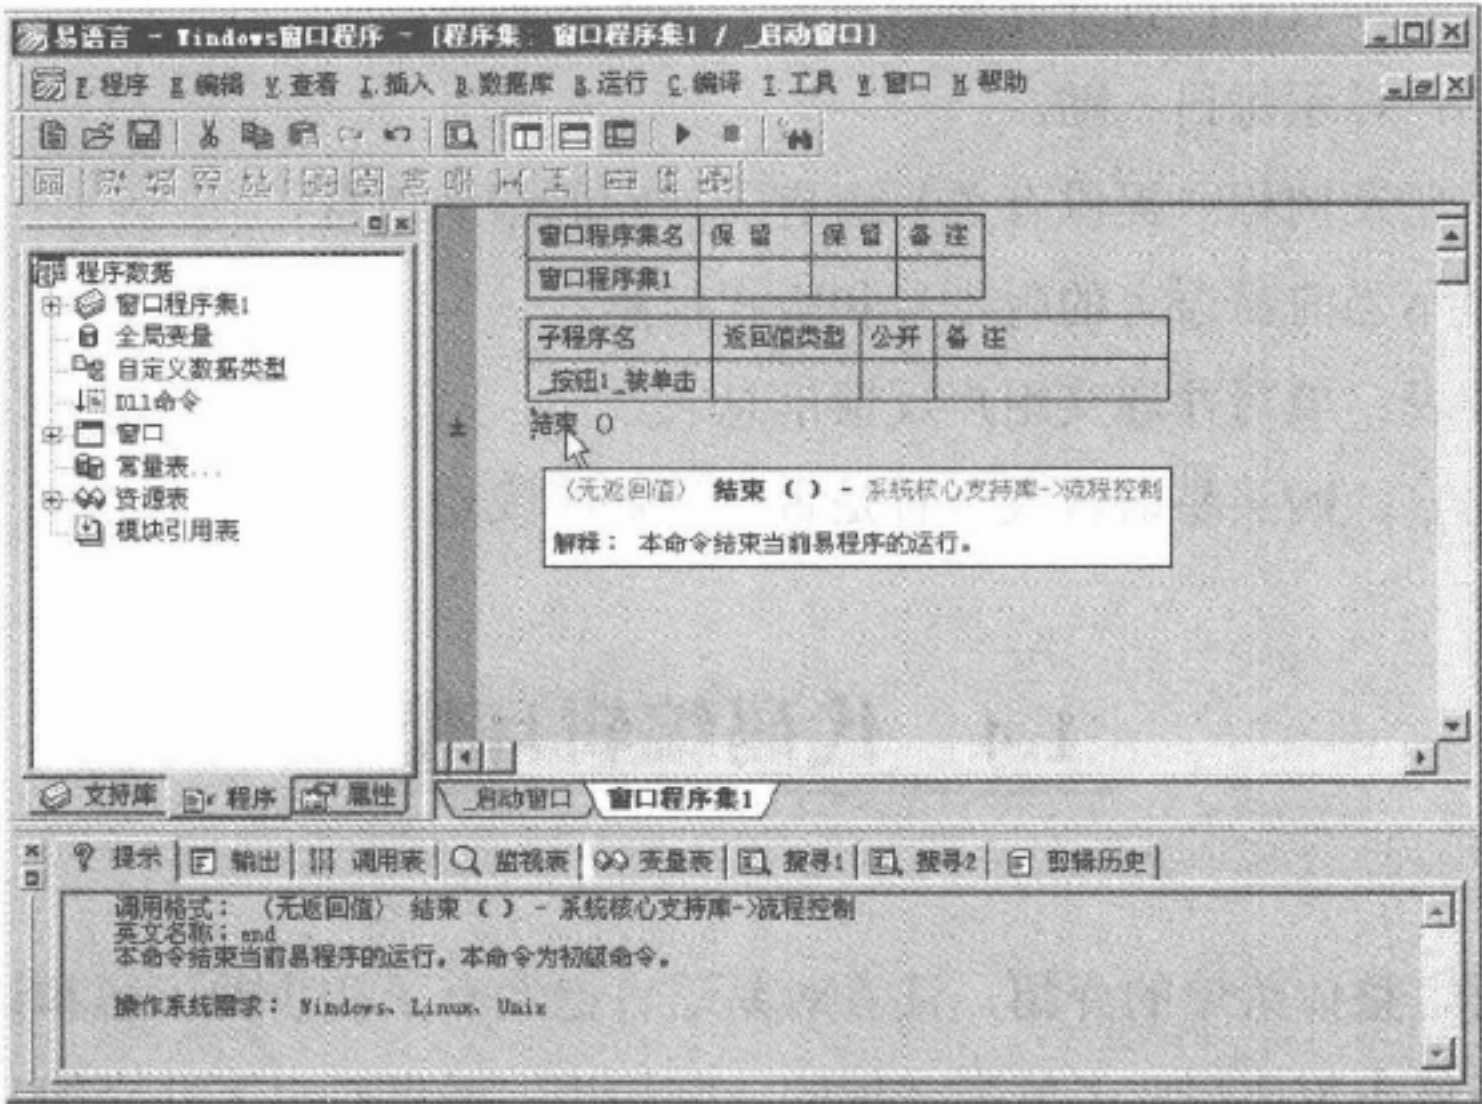 易语言 - Windows窗口程序 - [程序集：窗口程序集1 / _启动窗口]
F.程序 E.编辑 V.查看 I.插入 B.数据库 R.运行 C.编译 T.工具 W.窗口 H.帮助
程序数据
窗口程序集1
全局变量
自定义数据类型
Dll命令
窗口
常量表...
资源表
模块引用表
支持库 程序 属性
窗口程序集名 保 留 保 留 备 注
窗口程序集1
子程序名 返回值类型 公开 备 注
_按钮1_被单击
结束 ()
〈无返回值〉 结束 ( ) - 系统核心支持库->流程控制
解释： 本命令结束当前易程序的运行。
_启动窗口 窗口程序集1
提示 输出 调用表 监视表 变量表 搜寻1 搜寻2 剪辑历史
调用格式： 〈无返回值〉 结束 ( ) - 系统核心支持库->流程控制
英文名称：end
本命令结束当前易程序的运行。本命令为初级命令。
操作系统需求： Windows、Linux、Unix